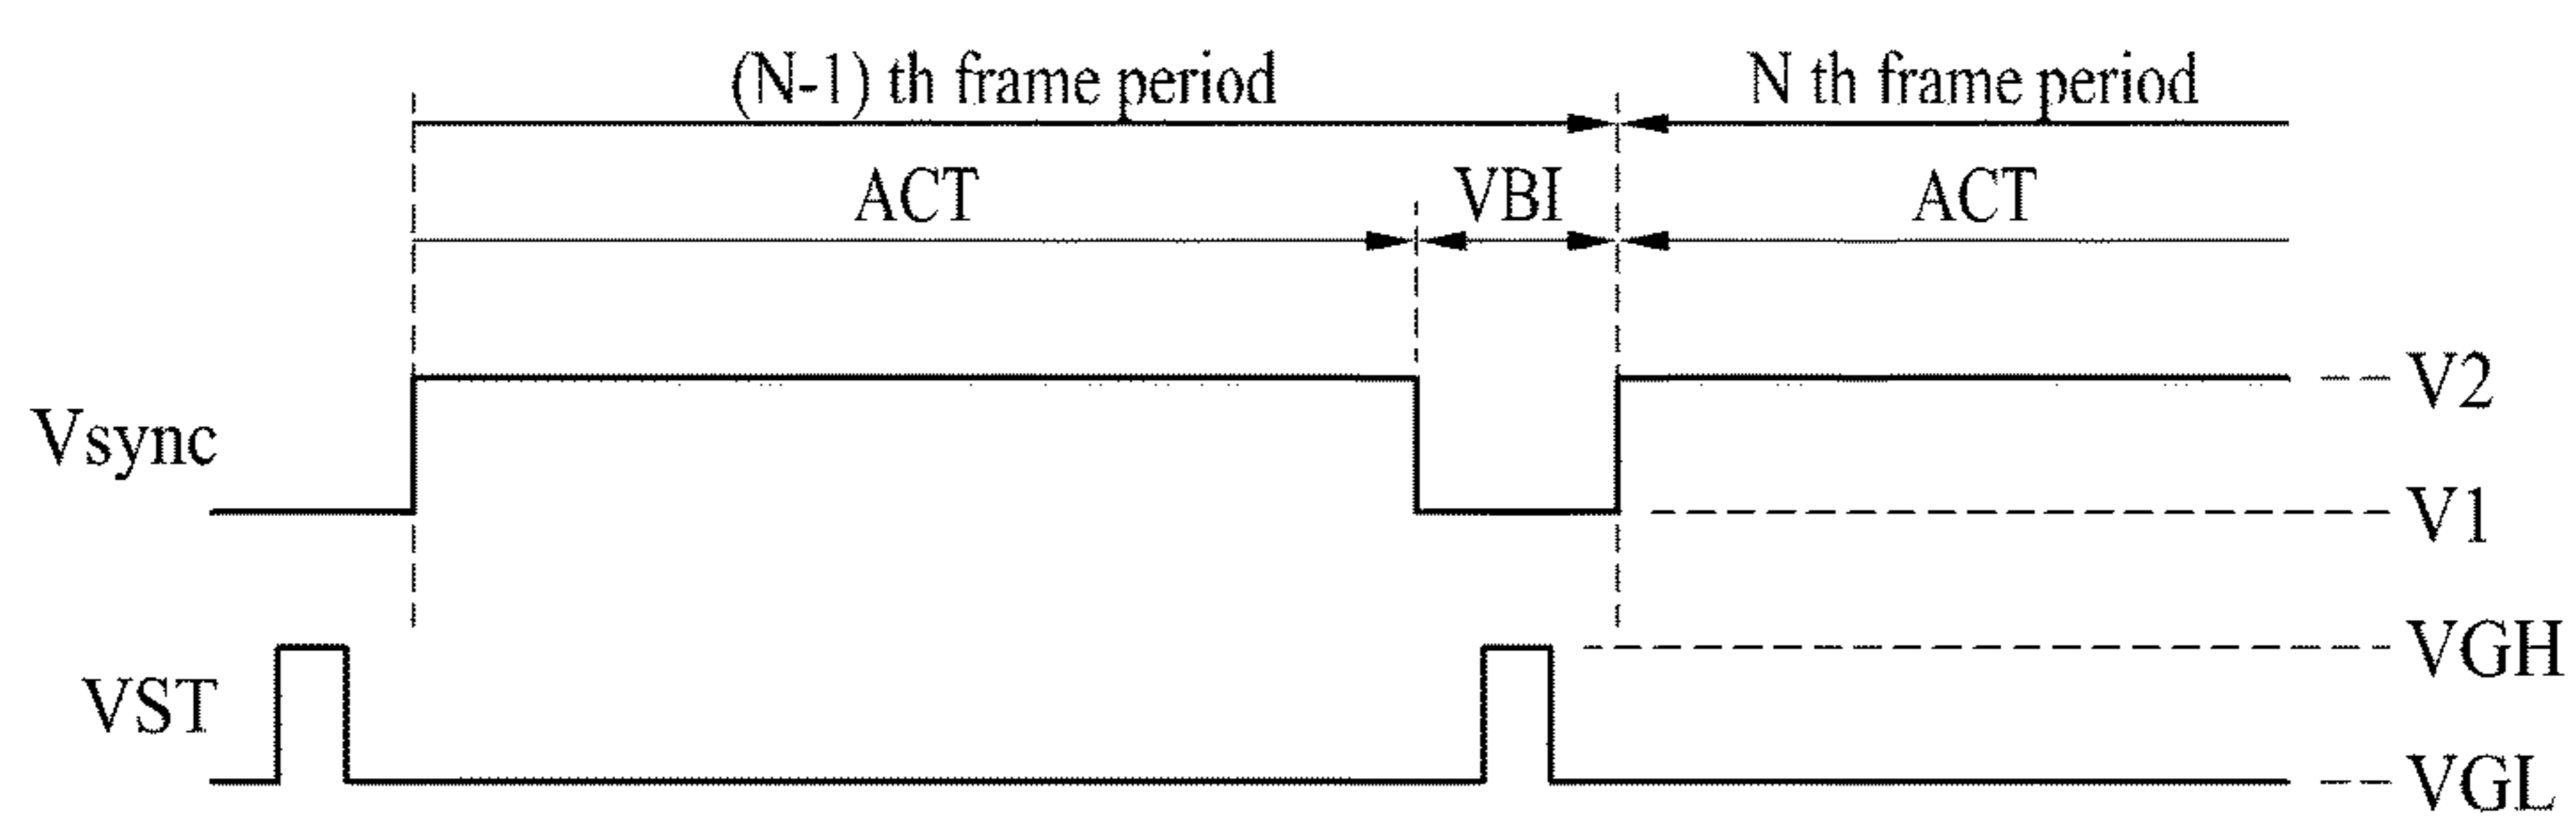 (N-1) th frame period N th frame period
ACT VBI ACT
V2
Vsync
V1
VGH
VST
VGL